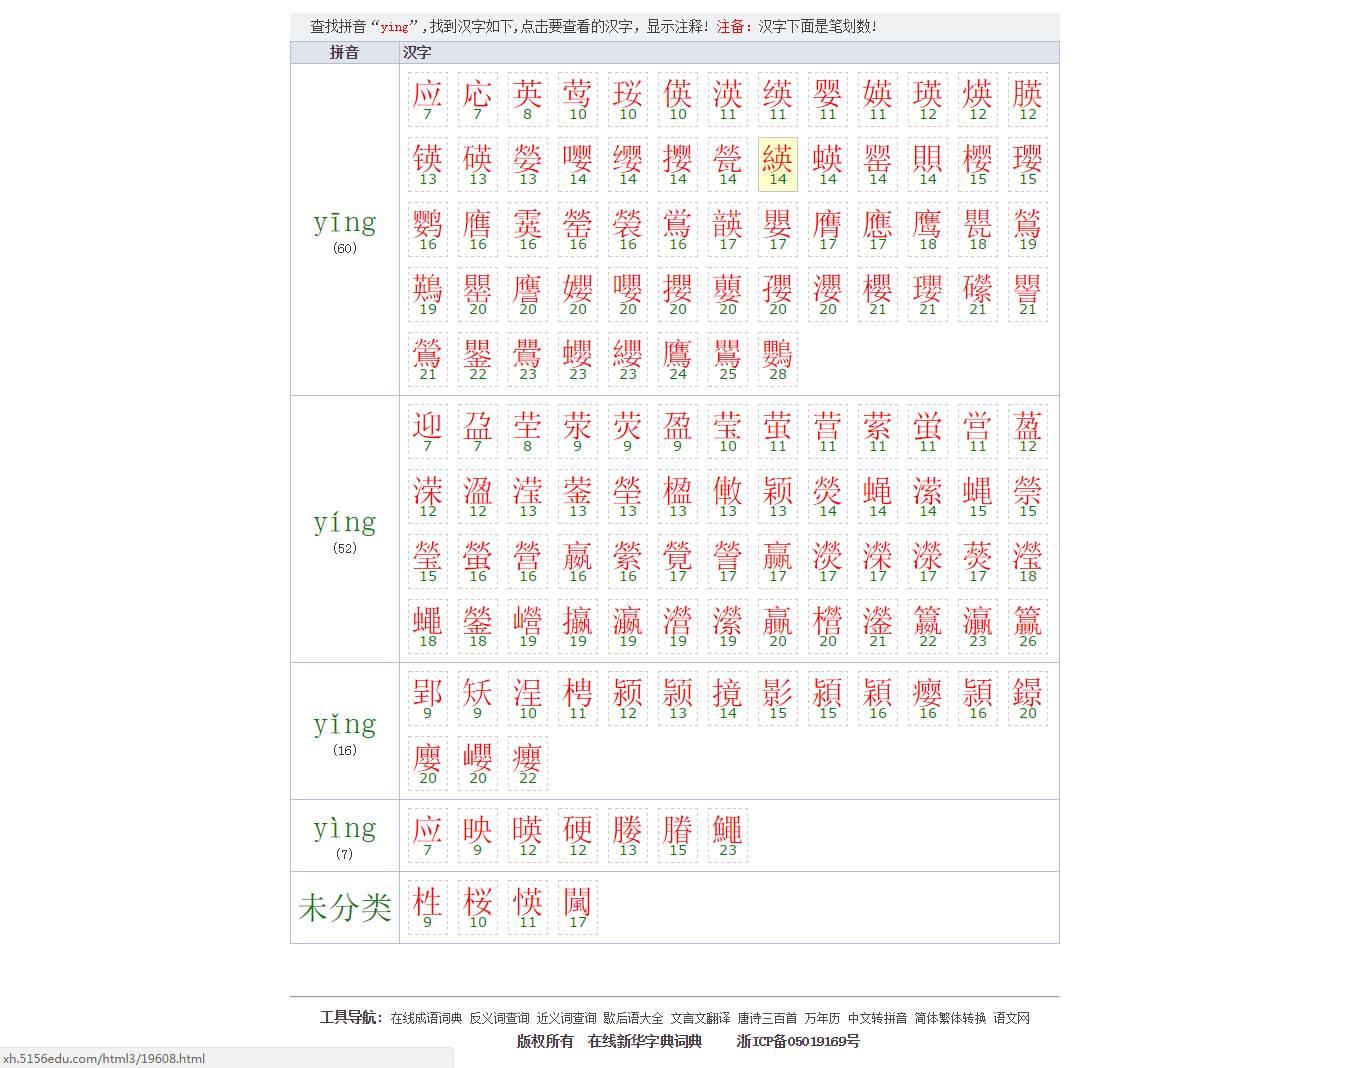 查找拼音“ying”,找到汉字如下,点击要查看的汉字，显示注释！注备：汉字下面是笔划数！
拼音 汉字
应 応 英 莺 珱 偀 渶 绬 婴 媖 瑛 煐 朠
7 7 8 10 10 10 11 11 11 11 12 12 12
锳 碤 嫈 嘤 缨 撄 甇 緓 蝧 罂 賏 樱 璎
13 13 13 14 14 14 14 14 14 14 14 15 15
yīng
(60)
鹦 譍 霙 罃 褮 鴬 韺 嬰 膺 應 鹰 甖 鶑
16 16 16 16 16 16 17 17 17 17 18 18 19
鶧 罌 譍 孆 嚶 攖 蘡 孾 瀴 櫻 瓔 礯 譻
19 20 20 20 20 20 20 20 20 21 21 21 21
鶯 鑍 鷪 蠳 纓 鷹 鸎 鸚
21 22 23 23 23 24 25 28
迎 盁 茔 荥 荧 盈 莹 萤 营 萦 蛍 営 萾
7 7 8 9 9 9 10 11 11 11 11 11 12
溁 溋 滢 蓥 塋 楹 僌 颖 熒 蝇 潆 蝿 禜
12 12 13 13 13 13 13 13 14 14 14 15 15
yíng
(52)
瑩 螢 營 嬴 縈 覮 謍 赢 濙 濚 濴 藀 瀅
15 16 16 16 16 17 17 17 17 17 17 17 18
蠅 鎣 巆 攍 瀛 瀯 瀠 贏 櫿 灐 籝 灜 籯
18 18 19 19 19 19 19 20 20 21 22 23 26
郢 矨 浧 梬 颍 颕 摬 影 潁 穎 瘿 頴 鐛
9 9 10 11 12 13 14 15 15 16 16 16 20
yǐng
(16)
廮 巊 癭
20 20 22
yìng
(7)
应 映 暎 硬 媵 膡 鱦
7 9 12 12 13 15 23
未分类
桩 桜 愥 闏
9 10 11 17
工具导航： 在线成语词典 反义词查询 近义词查询 歇后语大全 文言文翻译 唐诗三百首 万年历 中文转拼音 简体繁体转换 语文网
版权所有 在线新华字典词典 浙ICP备05019169号
xh.5156edu.com/html3/19608.html